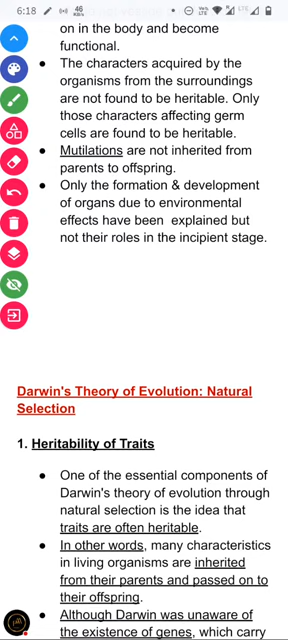 6:18 46 KB/s Vo LTE LTE
on in the body and become
functional.
● The characters acquired by the
organisms from the surroundings
are not found to be heritable. Only
those characters affecting germ
cells are found to be heritable.
● Mutilations are not inherited from
parents to offspring.
● Only the formation & development
of organs due to environmental
effects have been explained but
not their roles in the incipient stage.
Darwin's Theory of Evolution: Natural
Selection
1. Heritability of Traits
● One of the essential components of
Darwin's theory of evolution through
natural selection is the idea that
traits are often heritable.
● In other words, many characteristics
in living organisms are inherited
from their parents and passed on to
their offspring.
● Although Darwin was unaware of
the existence of genes, which carry